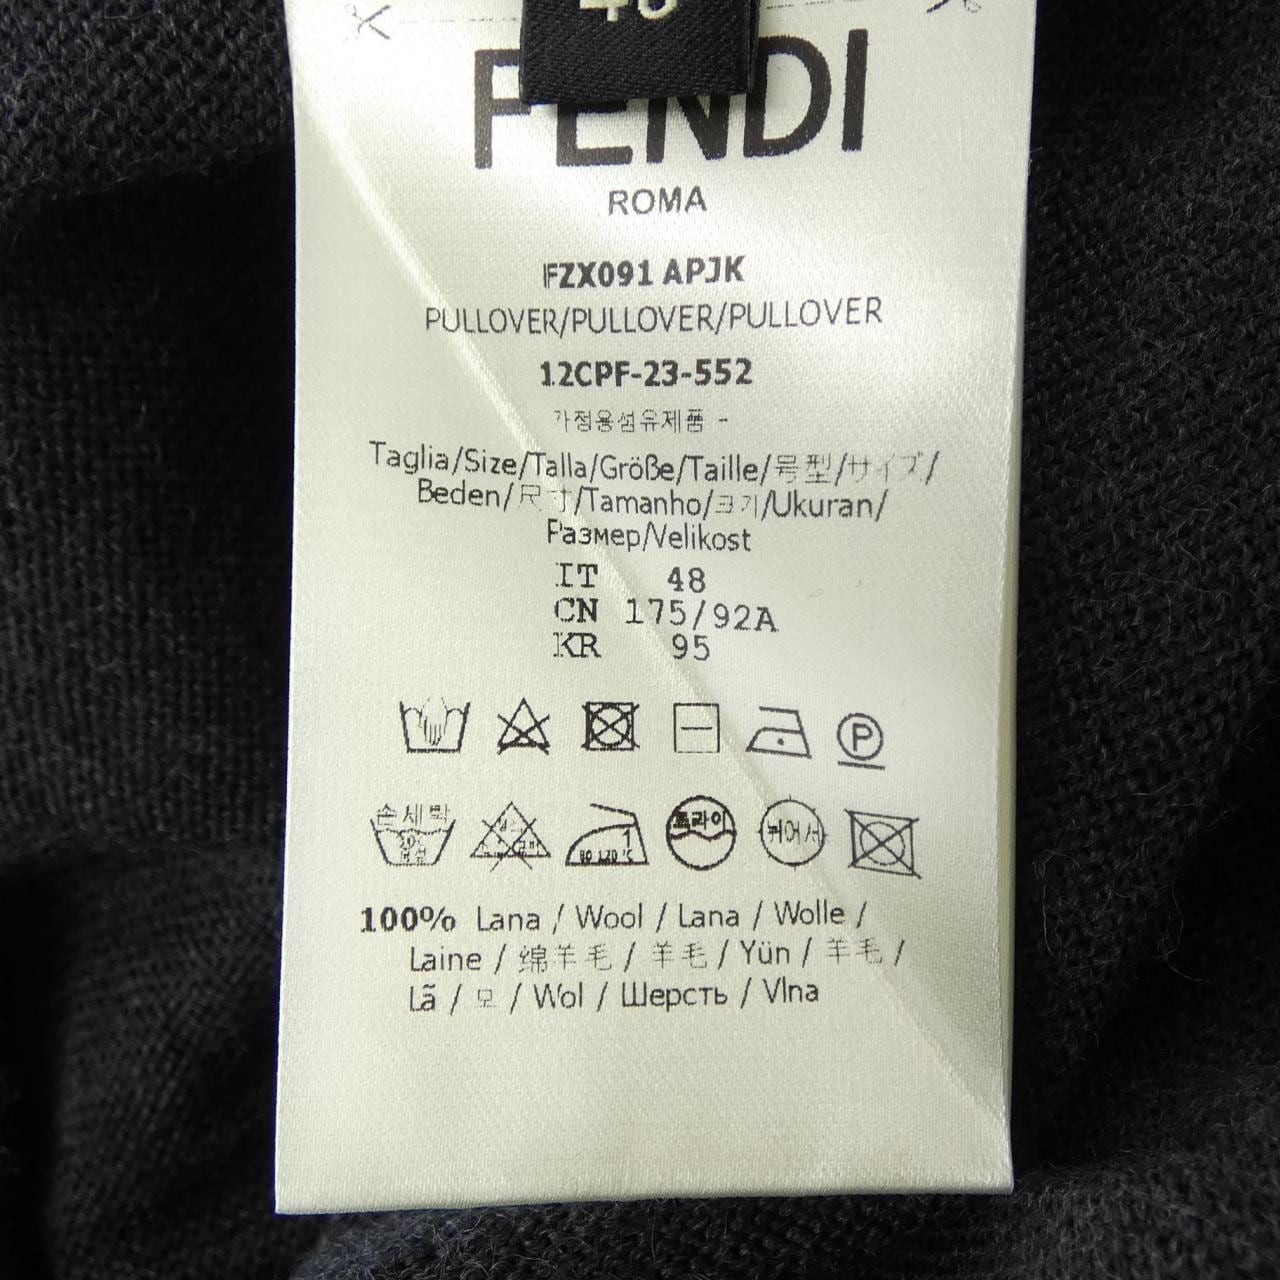 FENDI
ROMA
FZX091 APJK
PULLOVER/PULLOVER/PULLOVER
12CPF-23-552
가정용섬유제품 -
Taglia/Size/Talla/Größe/Taille/号型/サイズ/
Beden/尺寸/Tamanho/크기/Ukuran/
Размер/Velikost
IT 48
CN 175/92A
KR 95
P
손세탁
드라이
1
80-120°C
100% Lana / Wool / Lana / Wolle /
Laine / 绵羊毛 / 羊毛 / Yün / 羊毛 /
Lã / 모 / Wol / Шерсть / Vlna